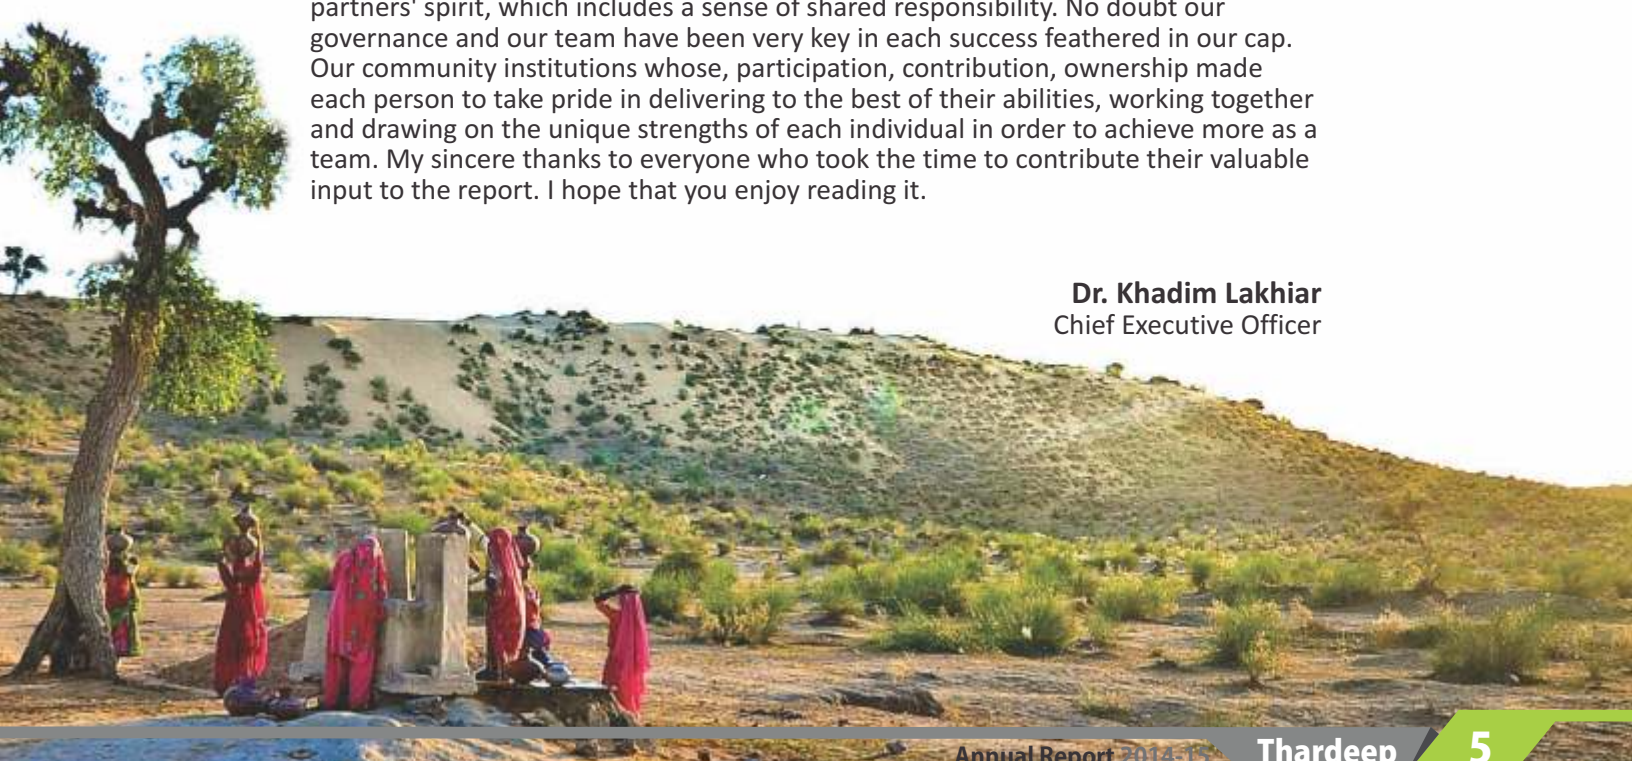 partners' spirit, which includes a sense of shared responsibility. No doubt our
governance and our team have been very key in each success feathered in our cap.
Our community institutions whose, participation, contribution, ownership made
each person to take pride in delivering to the best of their abilities, working together
and drawing on the unique strengths of each individual in order to achieve more as a
team. My sincere thanks to everyone who took the time to contribute their valuable
input to the report. I hope that you enjoy reading it.
Dr. Khadim Lakhiar
Chief Executive Officer
Annual Report 2014-15 Thardeep 5